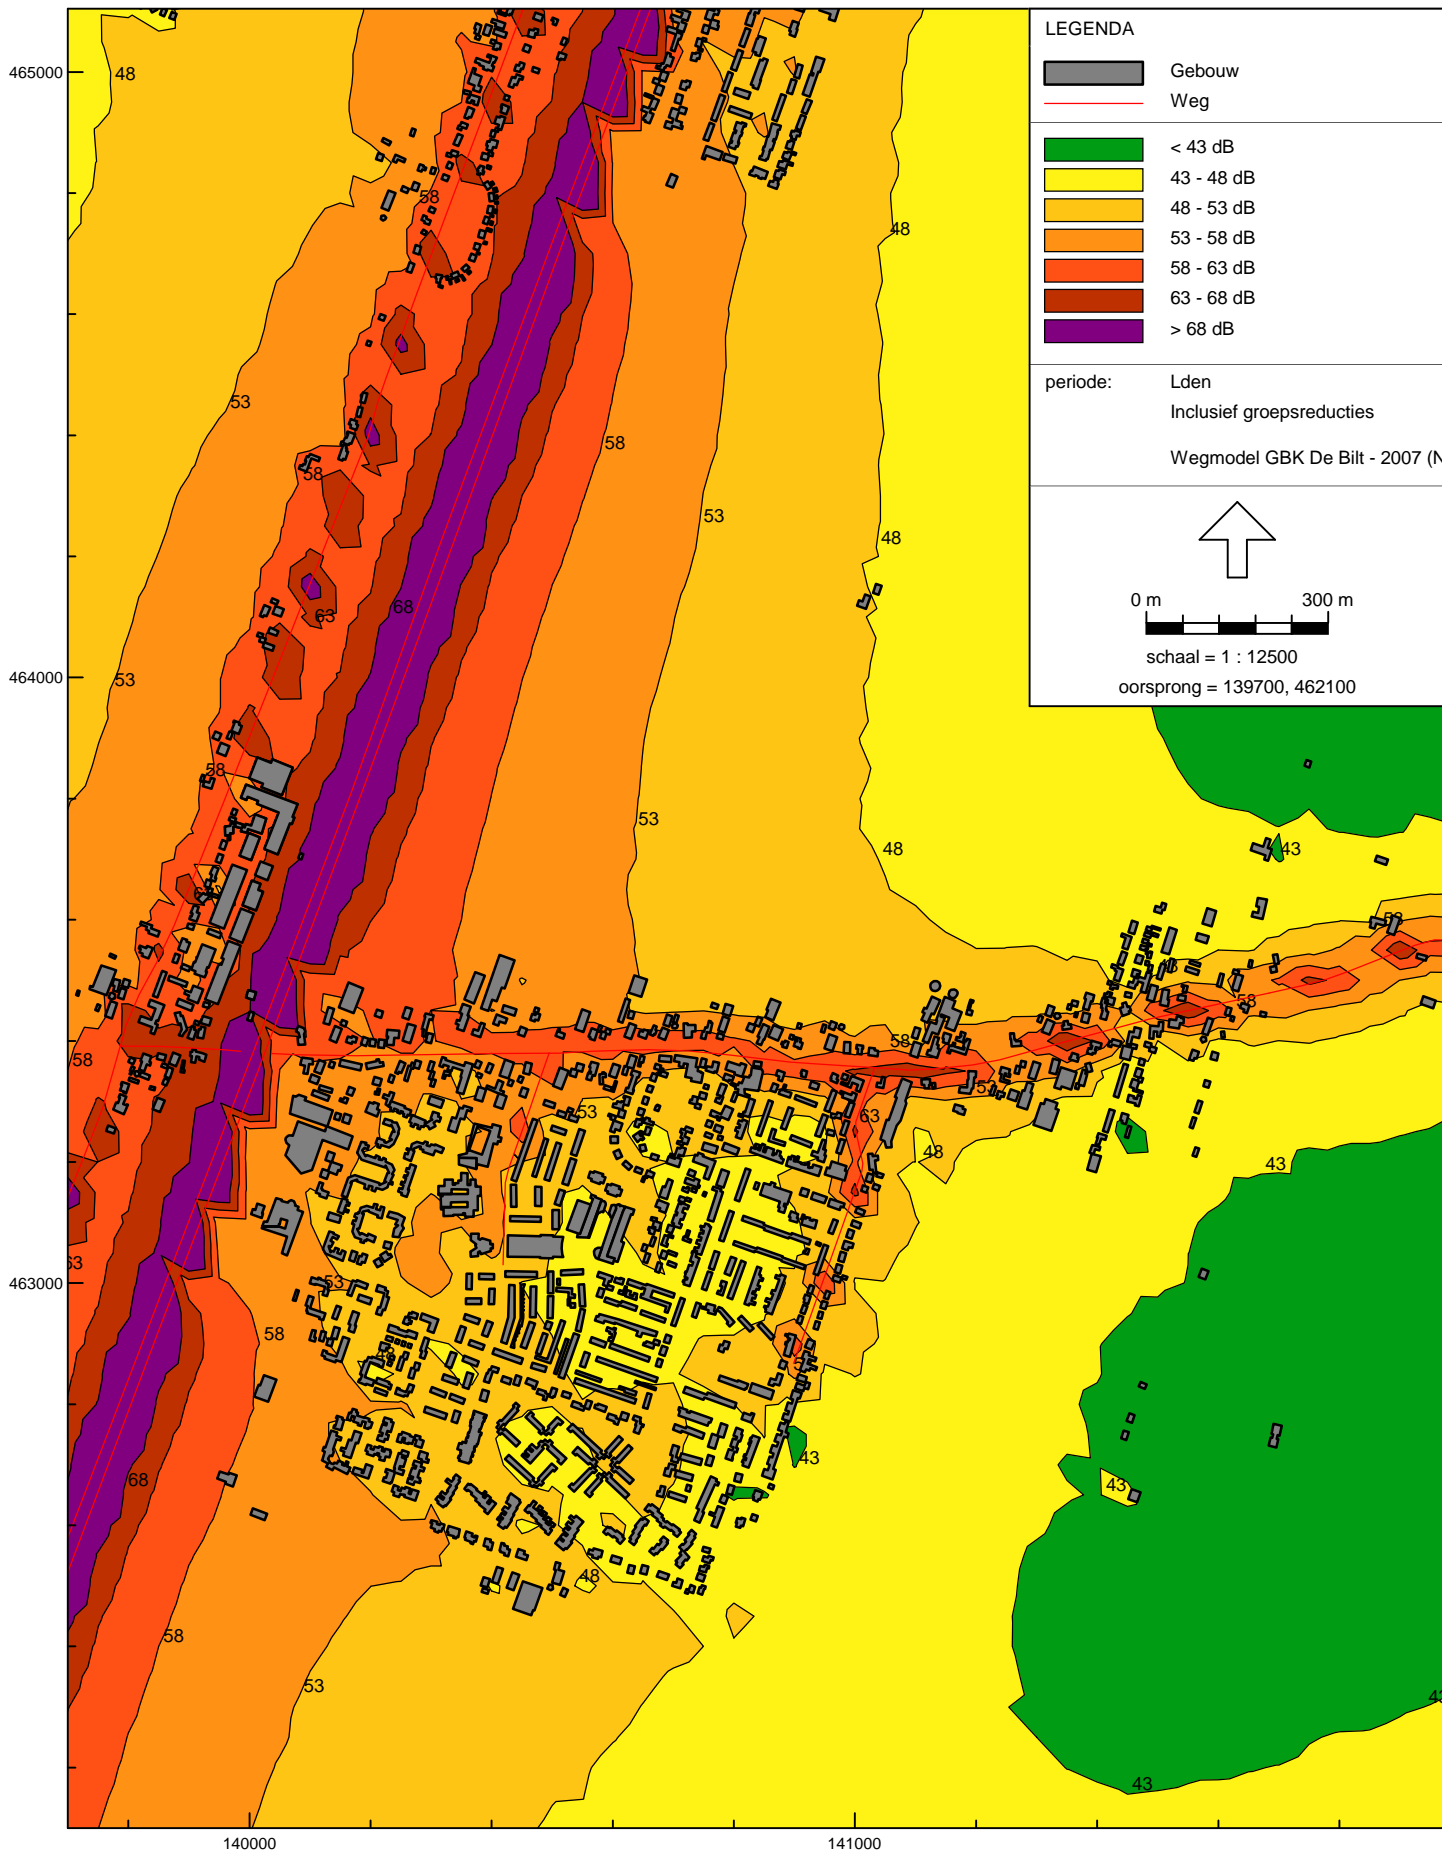 LEGENDA
Gebouw
Weg
< 43 dB
43 - 48 dB
48 - 53 dB
53 - 58 dB
58 - 63 dB
63 - 68 dB
> 68 dB
periode: Lden
Inclusief groepsreducties
Wegmodel GBK De Bilt - 2007 (N
0 m 300 m
schaal = 1 : 12500
oorsprong = 139700, 462100
465000
48
58
48
53
58
53
48
68
63
464000
53
58
53
48
43
58
58
58
53
53
63
48
43
63
463000
53
58
48
43
68
43
48
58
53
43
43
140000
141000